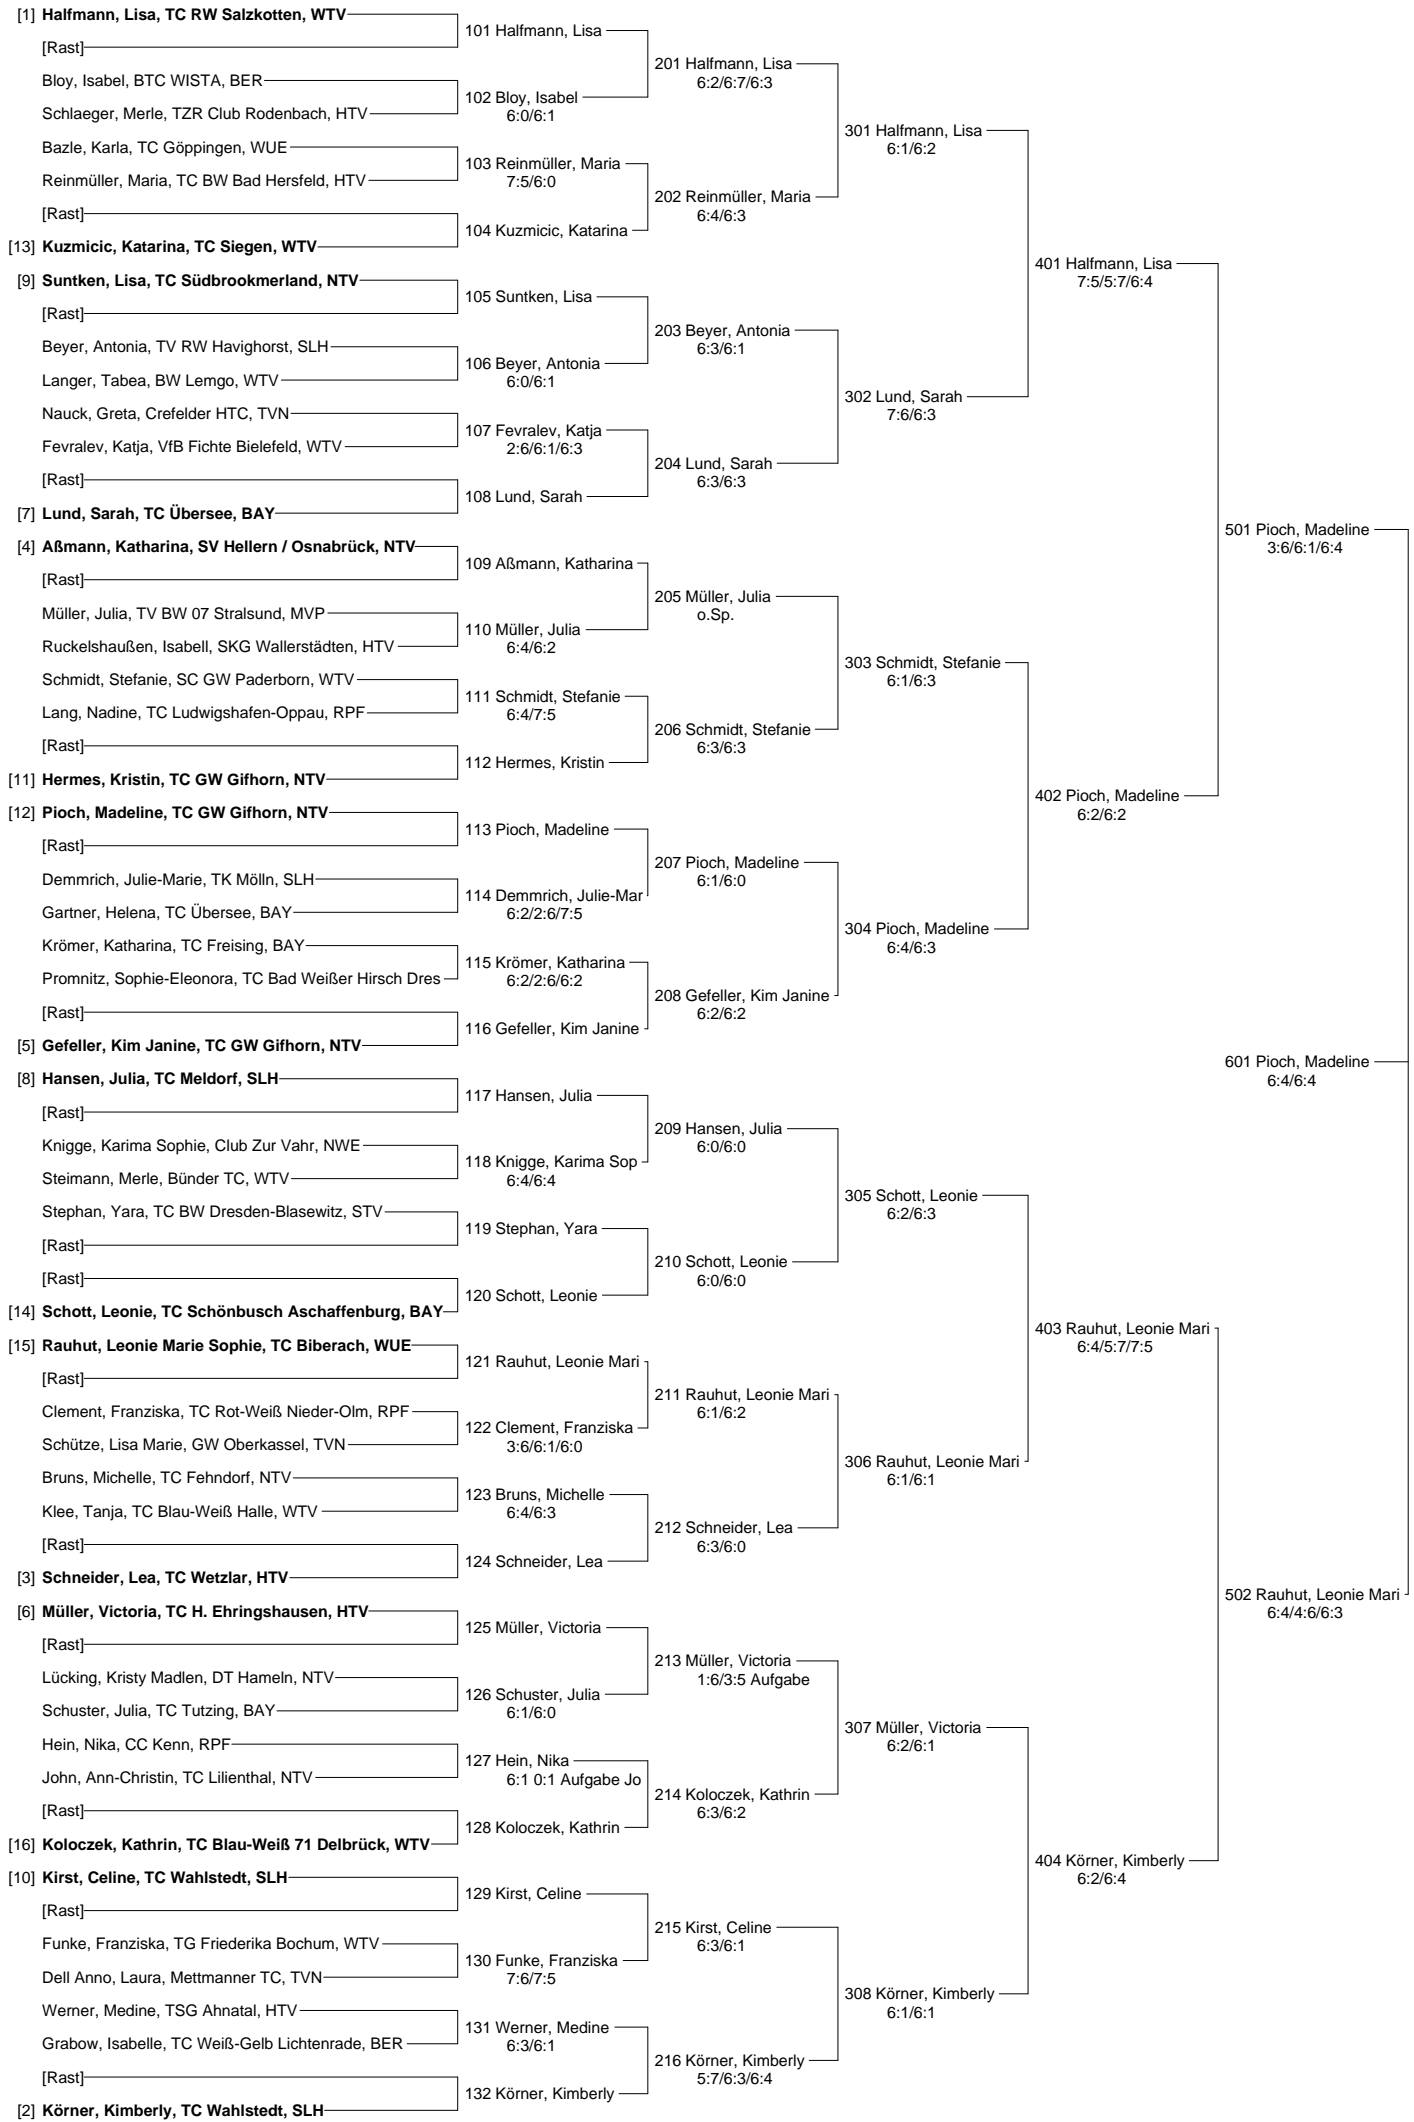 [1] Halfmann, Lisa, TC RW Salzkotten, WTV
[Rast]
Bloy, Isabel, BTC WISTA, BER
Schlaeger, Merle, TZR Club Rodenbach, HTV
Bazle, Karla, TC Göppingen, WUE
Reinmüller, Maria, TC BW Bad Hersfeld, HTV
[Rast]
[13] Kuzmicic, Katarina, TC Siegen, WTV
[9] Suntken, Lisa, TC Südbrookmerland, NTV
[Rast]
Beyer, Antonia, TV RW Havighorst, SLH
Langer, Tabea, BW Lemgo, WTV
Nauck, Greta, Crefelder HTC, TVN
Fevralev, Katja, VfB Fichte Bielefeld, WTV
[Rast]
[7] Lund, Sarah, TC Übersee, BAY
[4] Aßmann, Katharina, SV Hellern / Osnabrück, NTV
[Rast]
Müller, Julia, TV BW 07 Stralsund, MVP
Ruckelshaußen, Isabell, SKG Wallerstädten, HTV
Schmidt, Stefanie, SC GW Paderborn, WTV
Lang, Nadine, TC Ludwigshafen-Oppau, RPF
[Rast]
[11] Hermes, Kristin, TC GW Gifhorn, NTV
[12] Pioch, Madeline, TC GW Gifhorn, NTV
[Rast]
Demmrich, Julie-Marie, TK Mölln, SLH
Gartner, Helena, TC Übersee, BAY
Krömer, Katharina, TC Freising, BAY
Promnitz, Sophie-Eleonora, TC Bad Weißer Hirsch Dres
[Rast]
[5] Gefeller, Kim Janine, TC GW Gifhorn, NTV
[8] Hansen, Julia, TC Meldorf, SLH
[Rast]
Knigge, Karima Sophie, Club Zur Vahr, NWE
Steimann, Merle, Bünder TC, WTV
Stephan, Yara, TC BW Dresden-Blasewitz, STV
[Rast]
[Rast]
[14] Schott, Leonie, TC Schönbusch Aschaffenburg, BAY
[15] Rauhut, Leonie Marie Sophie, TC Biberach, WUE
[Rast]
Clement, Franziska, TC Rot-Weiß Nieder-Olm, RPF
Schütze, Lisa Marie, GW Oberkassel, TVN
Bruns, Michelle, TC Fehndorf, NTV
Klee, Tanja, TC Blau-Weiß Halle, WTV
[Rast]
[3] Schneider, Lea, TC Wetzlar, HTV
[6] Müller, Victoria, TC H. Ehringshausen, HTV
[Rast]
Lücking, Kristy Madlen, DT Hameln, NTV
Schuster, Julia, TC Tutzing, BAY
Hein, Nika, CC Kenn, RPF
John, Ann-Christin, TC Lilienthal, NTV
[Rast]
[16] Koloczek, Kathrin, TC Blau-Weiß 71 Delbrück, WTV
[10] Kirst, Celine, TC Wahlstedt, SLH
[Rast]
Funke, Franziska, TG Friederika Bochum, WTV
Dell Anno, Laura, Mettmanner TC, TVN
Werner, Medine, TSG Ahnatal, HTV
Grabow, Isabelle, TC Weiß-Gelb Lichtenrade, BER
[Rast]
[2] Körner, Kimberly, TC Wahlstedt, SLH
101 Halfmann, Lisa
102 Bloy, Isabel
6:0/6:1
103 Reinmüller, Maria
7:5/6:0
104 Kuzmicic, Katarina
105 Suntken, Lisa
106 Beyer, Antonia
6:0/6:1
107 Fevralev, Katja
2:6/6:1/6:3
108 Lund, Sarah
109 Aßmann, Katharina
110 Müller, Julia
6:4/6:2
111 Schmidt, Stefanie
6:4/7:5
112 Hermes, Kristin
113 Pioch, Madeline
114 Demmrich, Julie-Mar
6:2/2:6/7:5
115 Krömer, Katharina
6:2/2:6/6:2
116 Gefeller, Kim Janine
117 Hansen, Julia
118 Knigge, Karima Sop
6:4/6:4
119 Stephan, Yara
120 Schott, Leonie
121 Rauhut, Leonie Mari
122 Clement, Franziska
3:6/6:1/6:0
123 Bruns, Michelle
6:4/6:3
124 Schneider, Lea
125 Müller, Victoria
126 Schuster, Julia
6:1/6:0
127 Hein, Nika
6:1 0:1 Aufgabe Jo
128 Koloczek, Kathrin
129 Kirst, Celine
130 Funke, Franziska
7:6/7:5
131 Werner, Medine
6:3/6:1
132 Körner, Kimberly
201 Halfmann, Lisa
6:2/6:7/6:3
202 Reinmüller, Maria
6:4/6:3
203 Beyer, Antonia
6:3/6:1
204 Lund, Sarah
6:3/6:3
205 Müller, Julia
o.Sp.
206 Schmidt, Stefanie
6:3/6:3
207 Pioch, Madeline
6:1/6:0
208 Gefeller, Kim Janine
6:2/6:2
209 Hansen, Julia
6:0/6:0
210 Schott, Leonie
6:0/6:0
211 Rauhut, Leonie Mari
6:1/6:2
212 Schneider, Lea
6:3/6:0
213 Müller, Victoria
1:6/3:5 Aufgabe
214 Koloczek, Kathrin
6:3/6:2
215 Kirst, Celine
6:3/6:1
216 Körner, Kimberly
5:7/6:3/6:4
301 Halfmann, Lisa
6:1/6:2
302 Lund, Sarah
7:6/6:3
303 Schmidt, Stefanie
6:1/6:3
304 Pioch, Madeline
6:4/6:3
305 Schott, Leonie
6:2/6:3
306 Rauhut, Leonie Mari
6:1/6:1
307 Müller, Victoria
6:2/6:1
308 Körner, Kimberly
6:1/6:1
401 Halfmann, Lisa
7:5/5:7/6:4
402 Pioch, Madeline
6:2/6:2
403 Rauhut, Leonie Mari
6:4/5:7/7:5
404 Körner, Kimberly
6:2/6:4
501 Pioch, Madeline
3:6/6:1/6:4
502 Rauhut, Leonie Mari
6:4/4:6/6:3
601 Pioch, Madeline
6:4/6:4